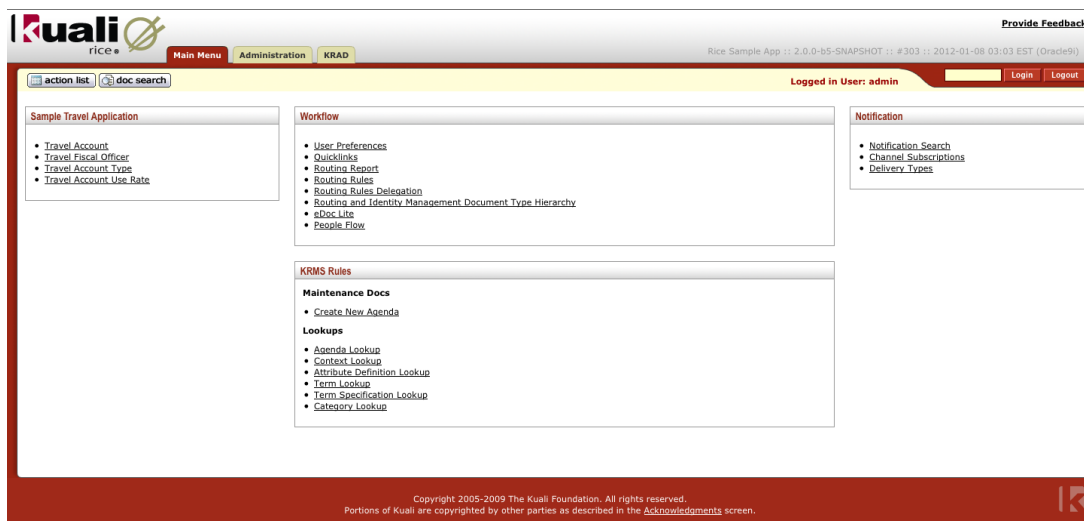 Provide Feedback
kuali
rice
Main Menu Administration KRAD
Rice Sample App :: 2.0.0-b5-SNAPSHOT :: #303 :: 2012-01-08 03:03 EST (Oracle9i)
action list doc search
Logged in User: admin
Login Logout
Sample Travel Application
Travel Account
Travel Fiscal Officer
Travel Account Type
Travel Account Use Rate
Workflow
User Preferences
Quicklinks
Routing Report
Routing Rules
Routing Rules Delegation
Routing and Identity Management Document Type Hierarchy
eDoc Lite
People Flow
KRMS Rules
Maintenance Docs
Create New Agenda
Lookups
Agenda Lookup
Context Lookup
Attribute Definition Lookup
Term Lookup
Term Specification Lookup
Category Lookup
Notification
Notification Search
Channel Subscriptions
Delivery Types
Copyright 2005-2009 The Kuali Foundation. All rights reserved.
Portions of Kuali are copyrighted by other parties as described in the Acknowledgments screen.